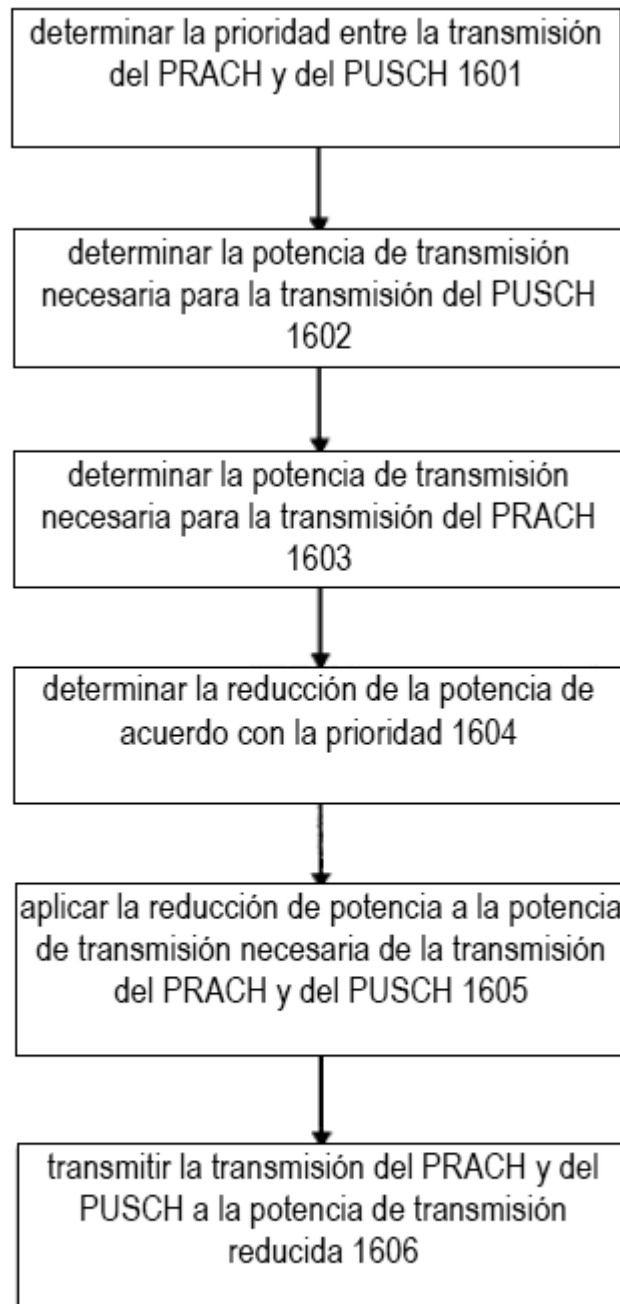 determinar la prioridad entre la transmisión
del PRACH y del PUSCH 1601
determinar la potencia de transmisión
necesaria para la transmisión del PUSCH
1602
determinar la potencia de transmisión
necesaria para la transmisión del PRACH
1603
determinar la reducción de la potencia de
acuerdo con la prioridad 1604
aplicar la reducción de potencia a la potencia
de transmisión necesaria de la transmisión
del PRACH y del PUSCH 1605
transmitir la transmisión del PRACH y del
PUSCH a la potencia de transmisión
reducida 1606